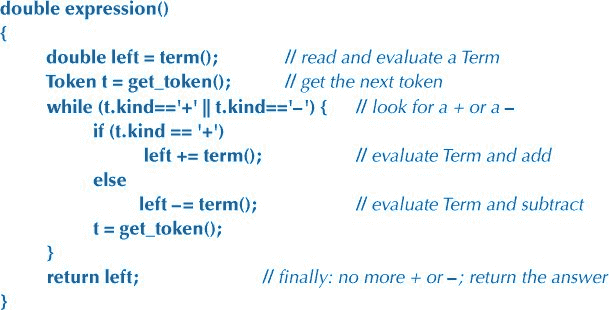 double expression()
{
double left = term(); // read and evaluate a Term
Token t = get_token(); // get the next token
while (t.kind=='+' || t.kind=='–') { // look for a + or a –
if (t.kind == '+')
left += term(); // evaluate Term and add
else
left –= term(); // evaluate Term and subtract
t = get_token();
}
return left; // finally: no more + or –; return the answer
}